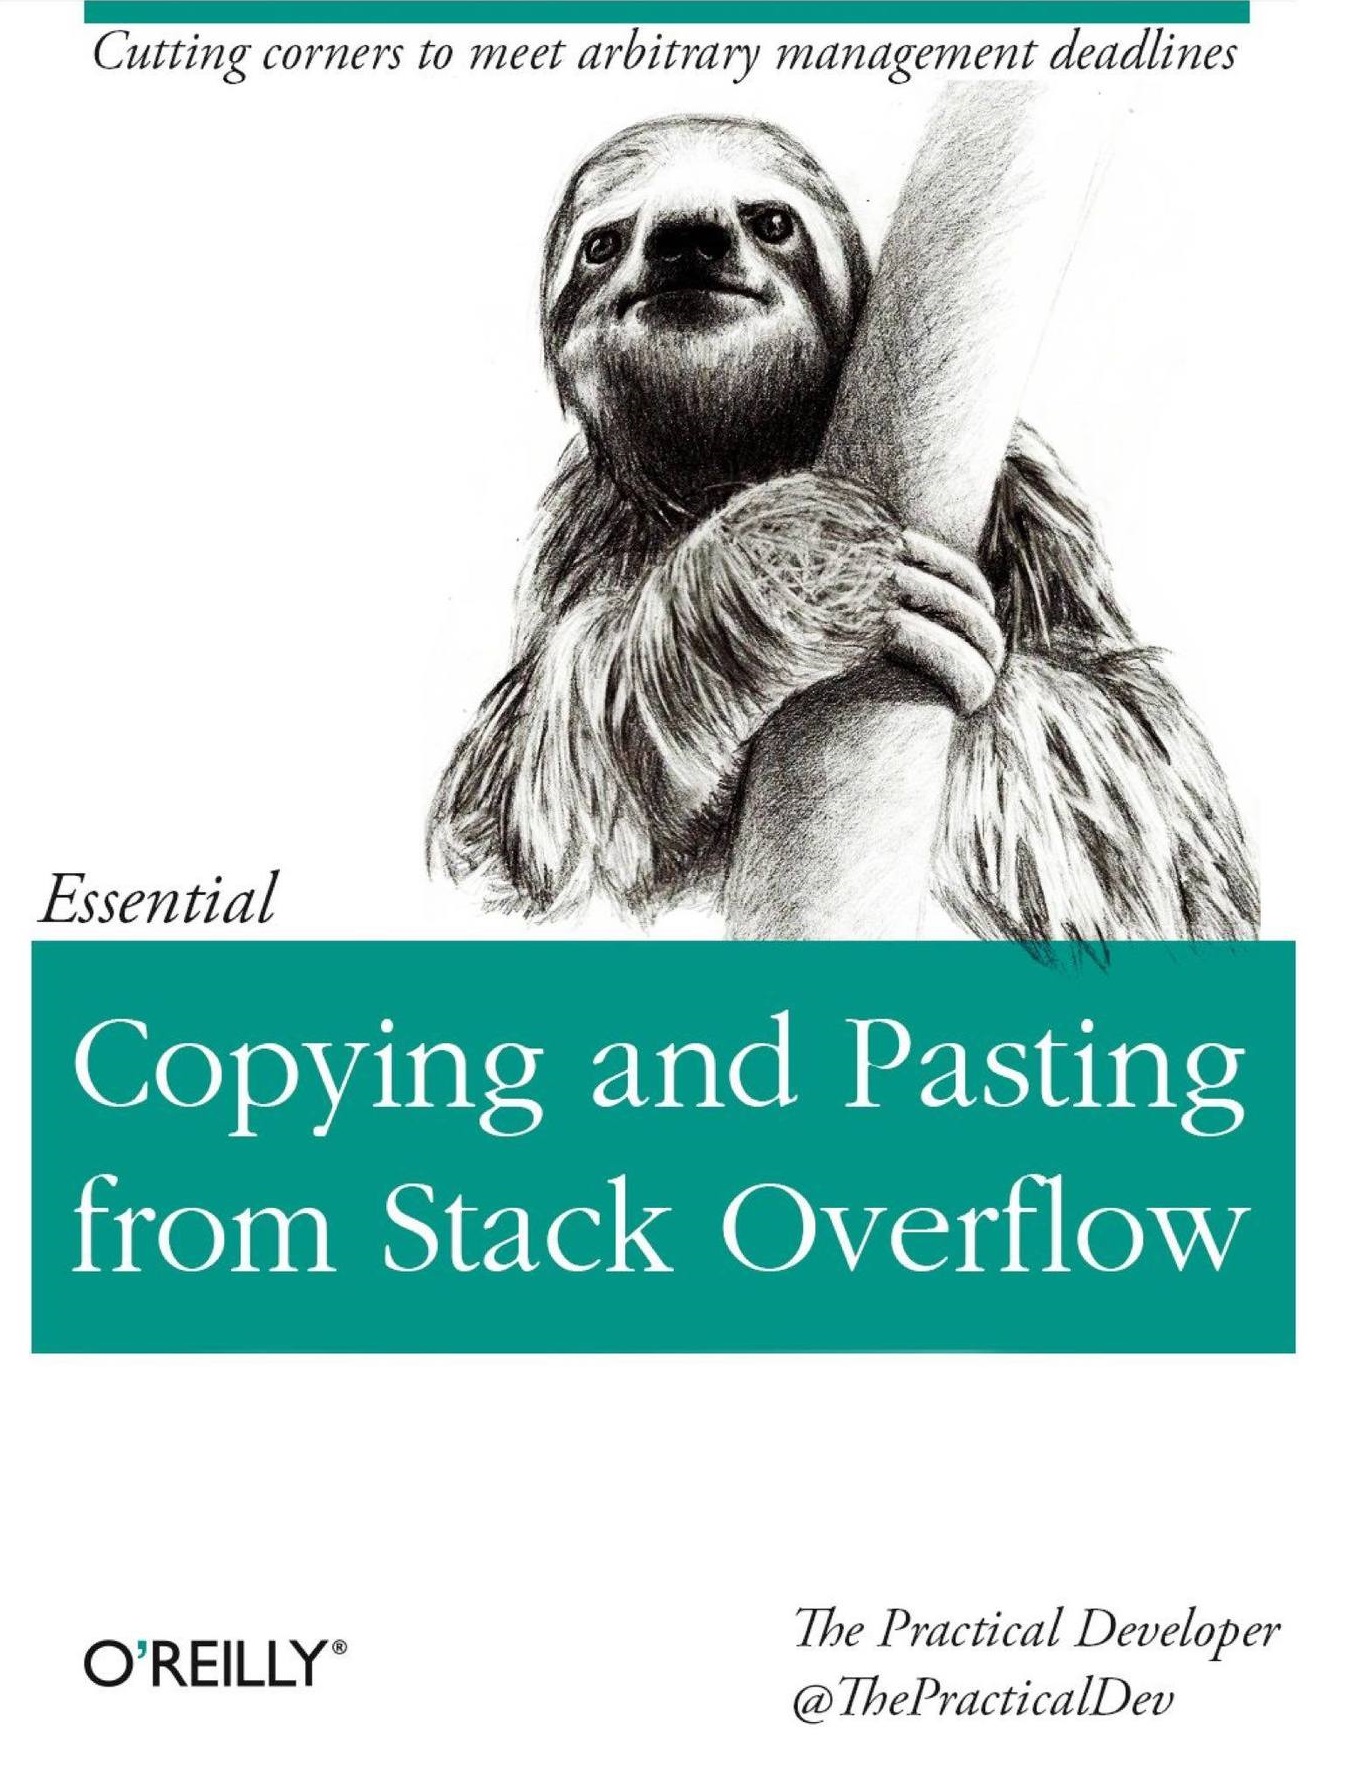 Cutting corners to meet arbitrary management deadlines
Essential
Copying and Pasting
from Stack Overflow
O'REILLY®
The Practical Developer
@ThePracticalDev